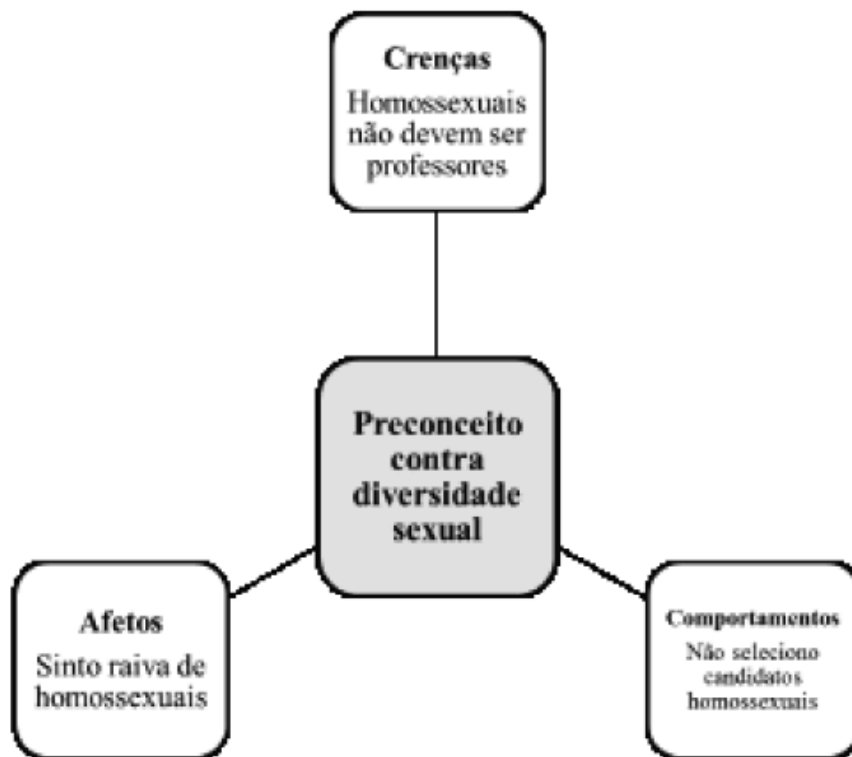 Crenças
Homossexuais
não devem ser
professores
Preconceito
contra
diversidade
sexual
Afetos
Sinto raiva de
homossexuais
Comportamentos
Não seleciono
candidatos
homossexuais